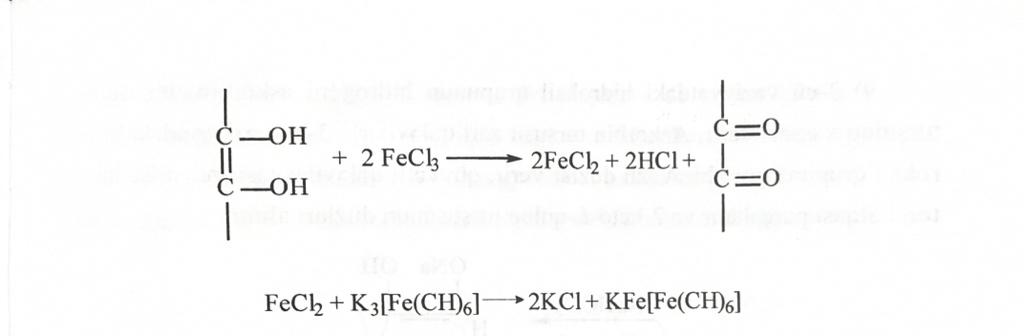 C—OH
C—OH
+ 2 FeCl₃ → 2FeCl₂ + 2HCl +
C=O
C=O
FeCl₂ + K₃[Fe(CH)₆] → 2KCl + KFe[Fe(CH)₆]